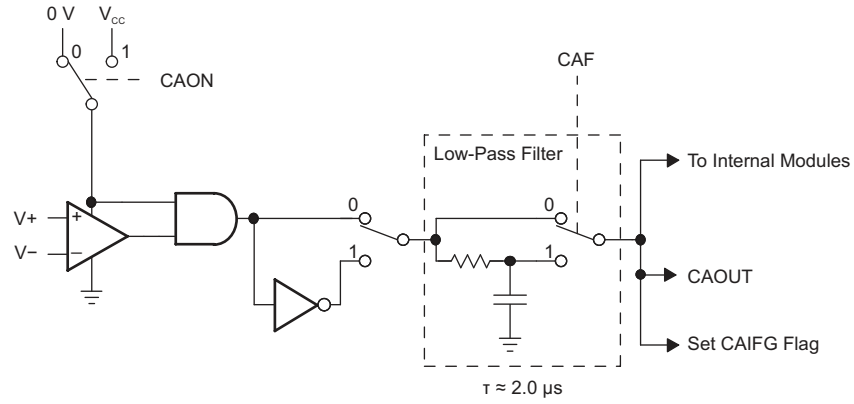 0 V
V_CC
0
1
CAON
CAF
Low-Pass Filter
To Internal Modules
V+
+
0
0
V−
−
1
1
CAOUT
Set CAIFG Flag
τ ≈ 2.0 μs